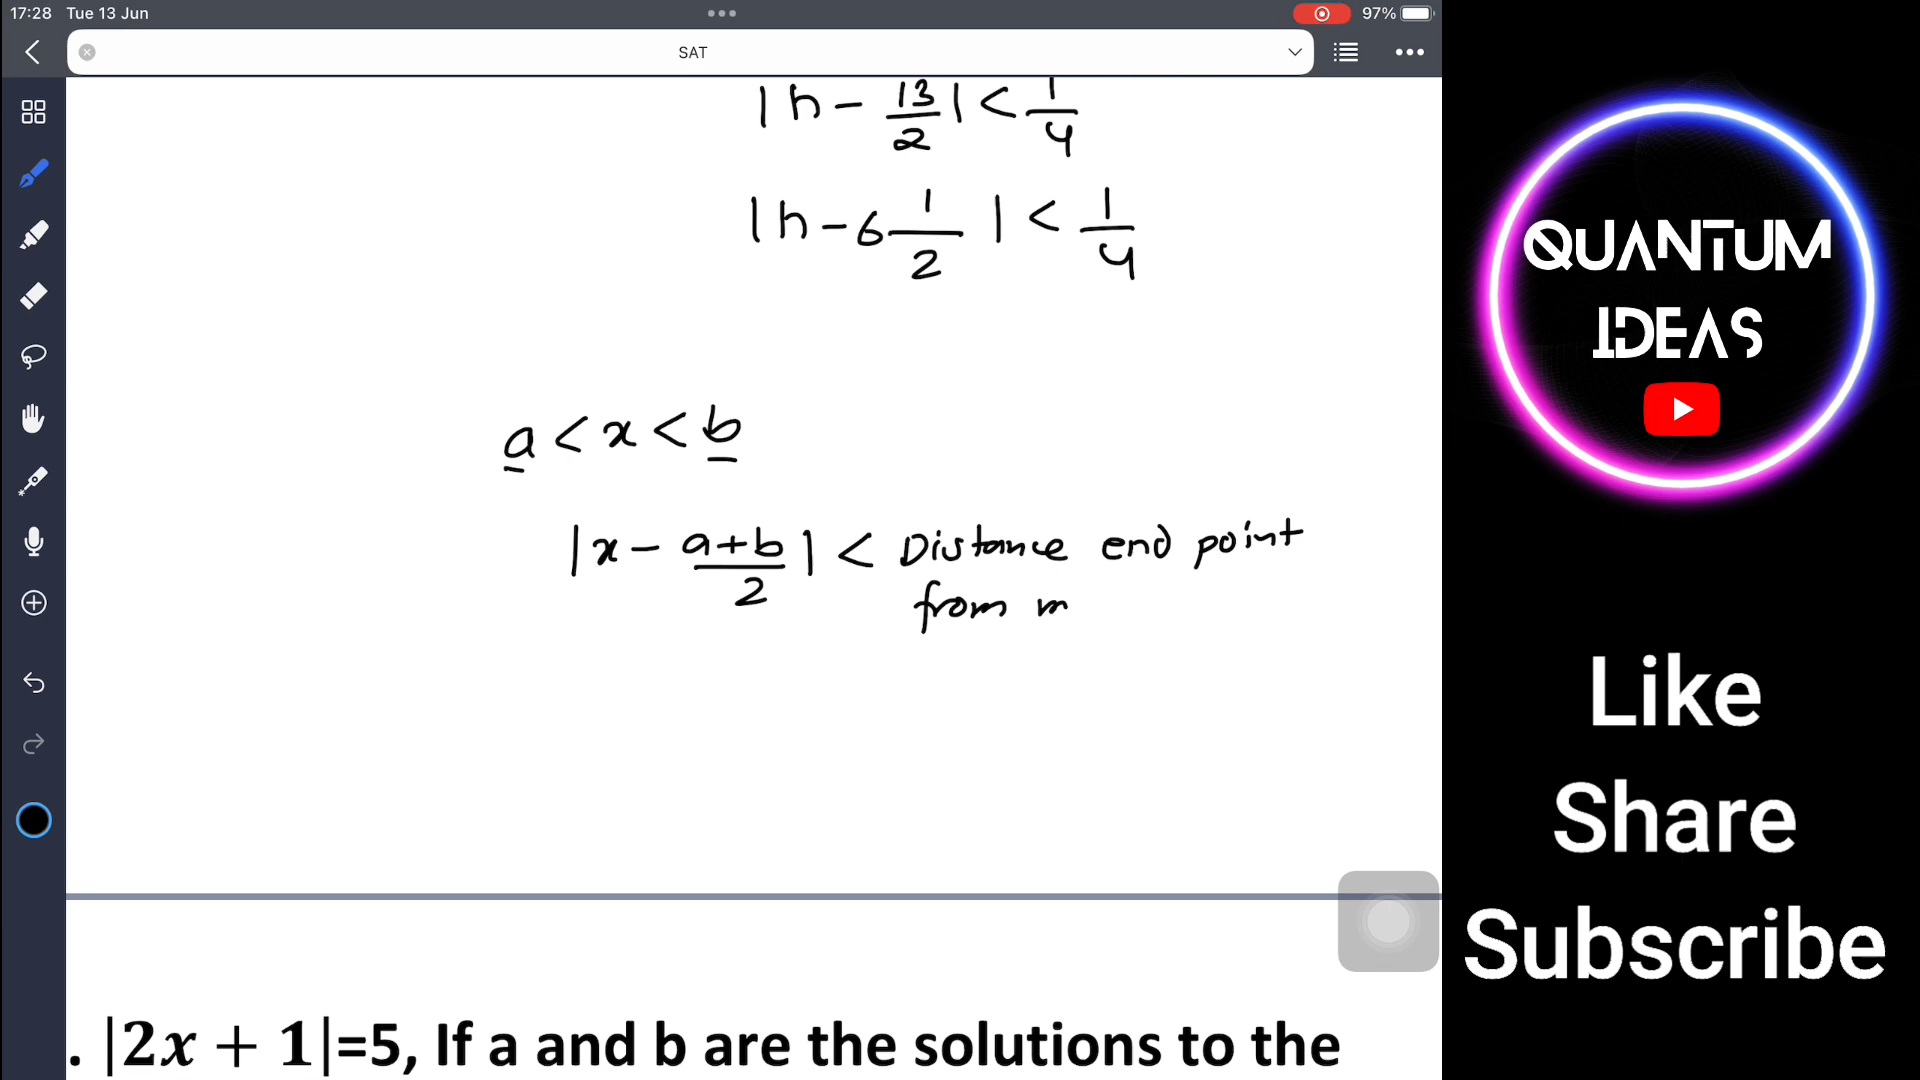 17:28 Tue 13 Jun
97%
SAT
|h - 13/2| < 1/4
|h - 6 1/2| < 1/4
a < x < b
|x - a+b/2| < Distance end point
from m
. |2x + 1|=5, If a and b are the solutions to the
QUANTUM
IDEAS
Like
Share
Subscribe